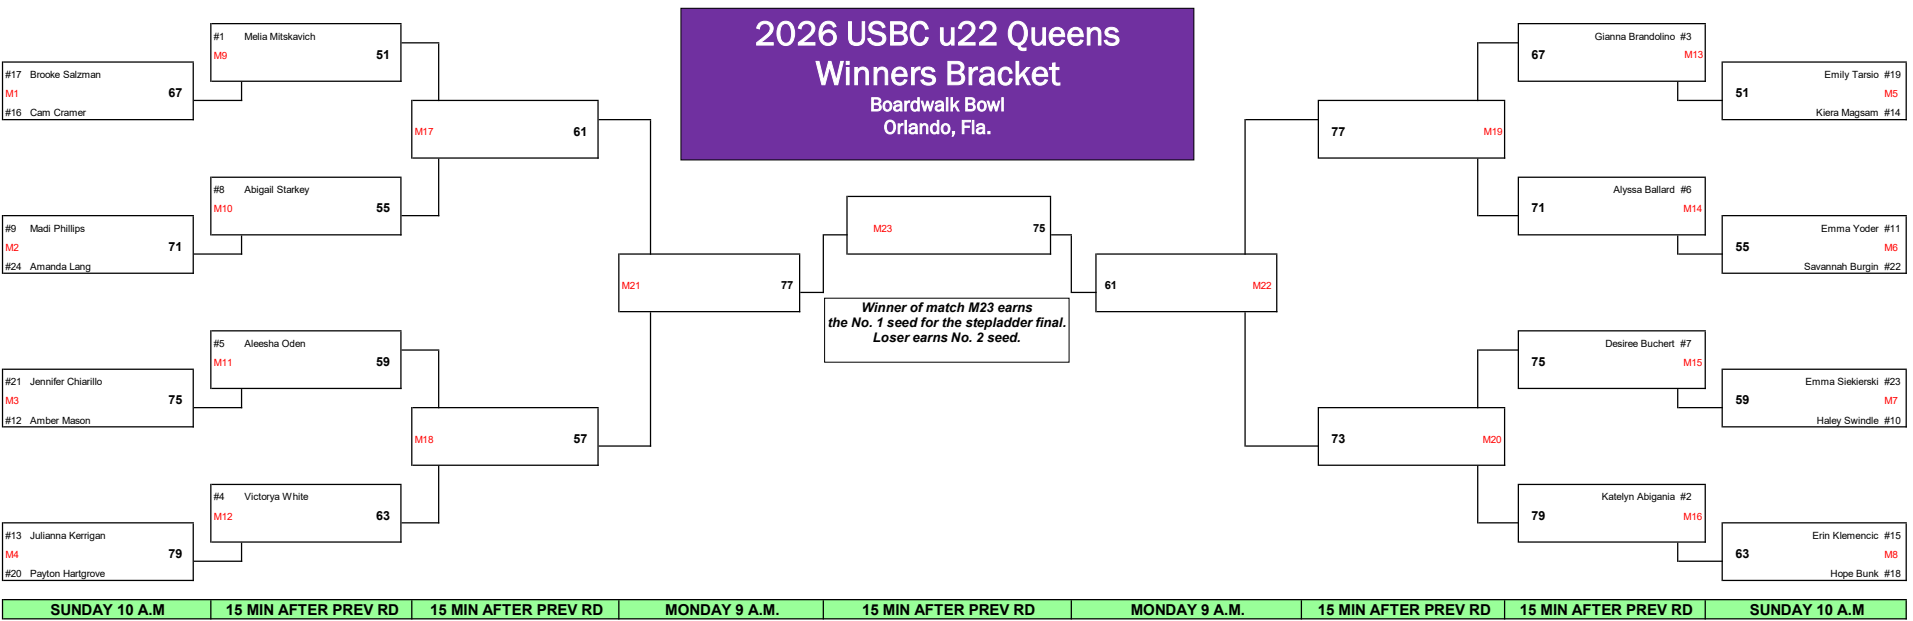 2026 USBC u22 Queens
Winners Bracket
Boardwalk Bowl
Orlando, Fla.
#17 Brooke Salzman
M1 67
#16 Cam Cramer
#9 Madi Phillips
M2 71
#24 Amanda Lang
#21 Jennifer Chiarillo
M3 75
#12 Amber Mason
#13 Julianna Kerrigan
M4 79
#20 Payton Hartgrove
#1 Melia Mitskavich
M9 51
#8 Abigail Starkey
M10 55
#5 Aleesha Oden
M11 59
#4 Victorya White
M12 63
M17 61
M18 57
M21 77
M23 75
Winner of match M23 earns
the No. 1 seed for the stepladder final.
Loser earns No. 2 seed.
61 M22
77 M19
73 M20
Gianna Brandolino #3
67 M13
Alyssa Ballard #6
71 M14
Desiree Buchert #7
75 M15
Katelyn Abigania #2
79 M16
Emily Tarsio #19
51 M5
Kiera Magsam #14
Emma Yoder #11
55 M6
Savannah Burgin #22
Emma Siekierski #23
59 M7
Haley Swindle #10
Erin Klemencic #15
63 M8
Hope Bunk #18
SUNDAY 10 A.M 15 MIN AFTER PREV RD 15 MIN AFTER PREV RD MONDAY 9 A.M. 15 MIN AFTER PREV RD MONDAY 9 A.M. 15 MIN AFTER PREV RD 15 MIN AFTER PREV RD SUNDAY 10 A.M